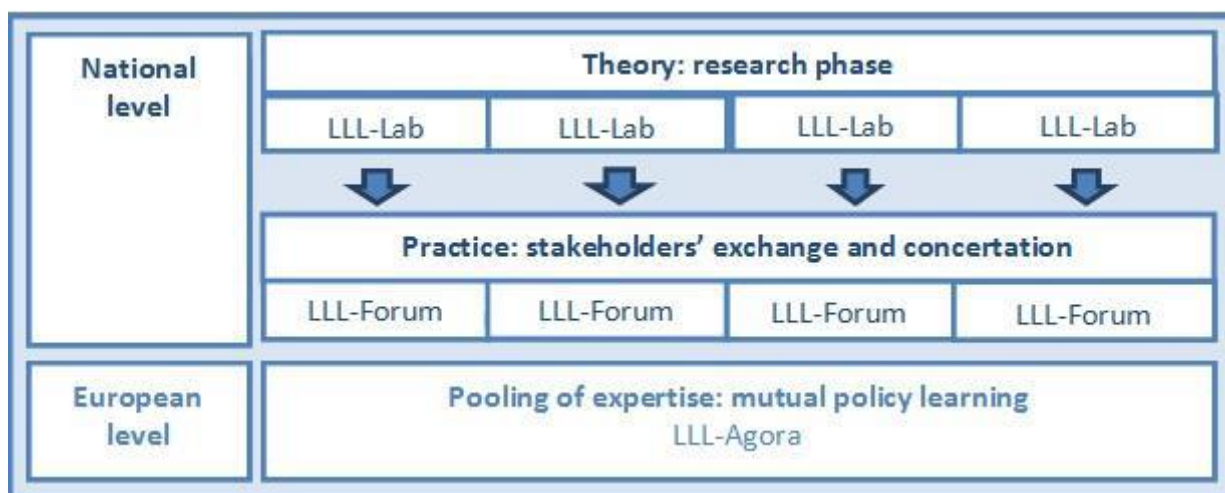 National
level
Theory: research phase
LLL-Lab LLL-Lab LLL-Lab LLL-Lab
Practice: stakeholders’ exchange and concertation
LLL-Forum LLL-Forum LLL-Forum LLL-Forum
European
level
Pooling of expertise: mutual policy learning
LLL-Agora